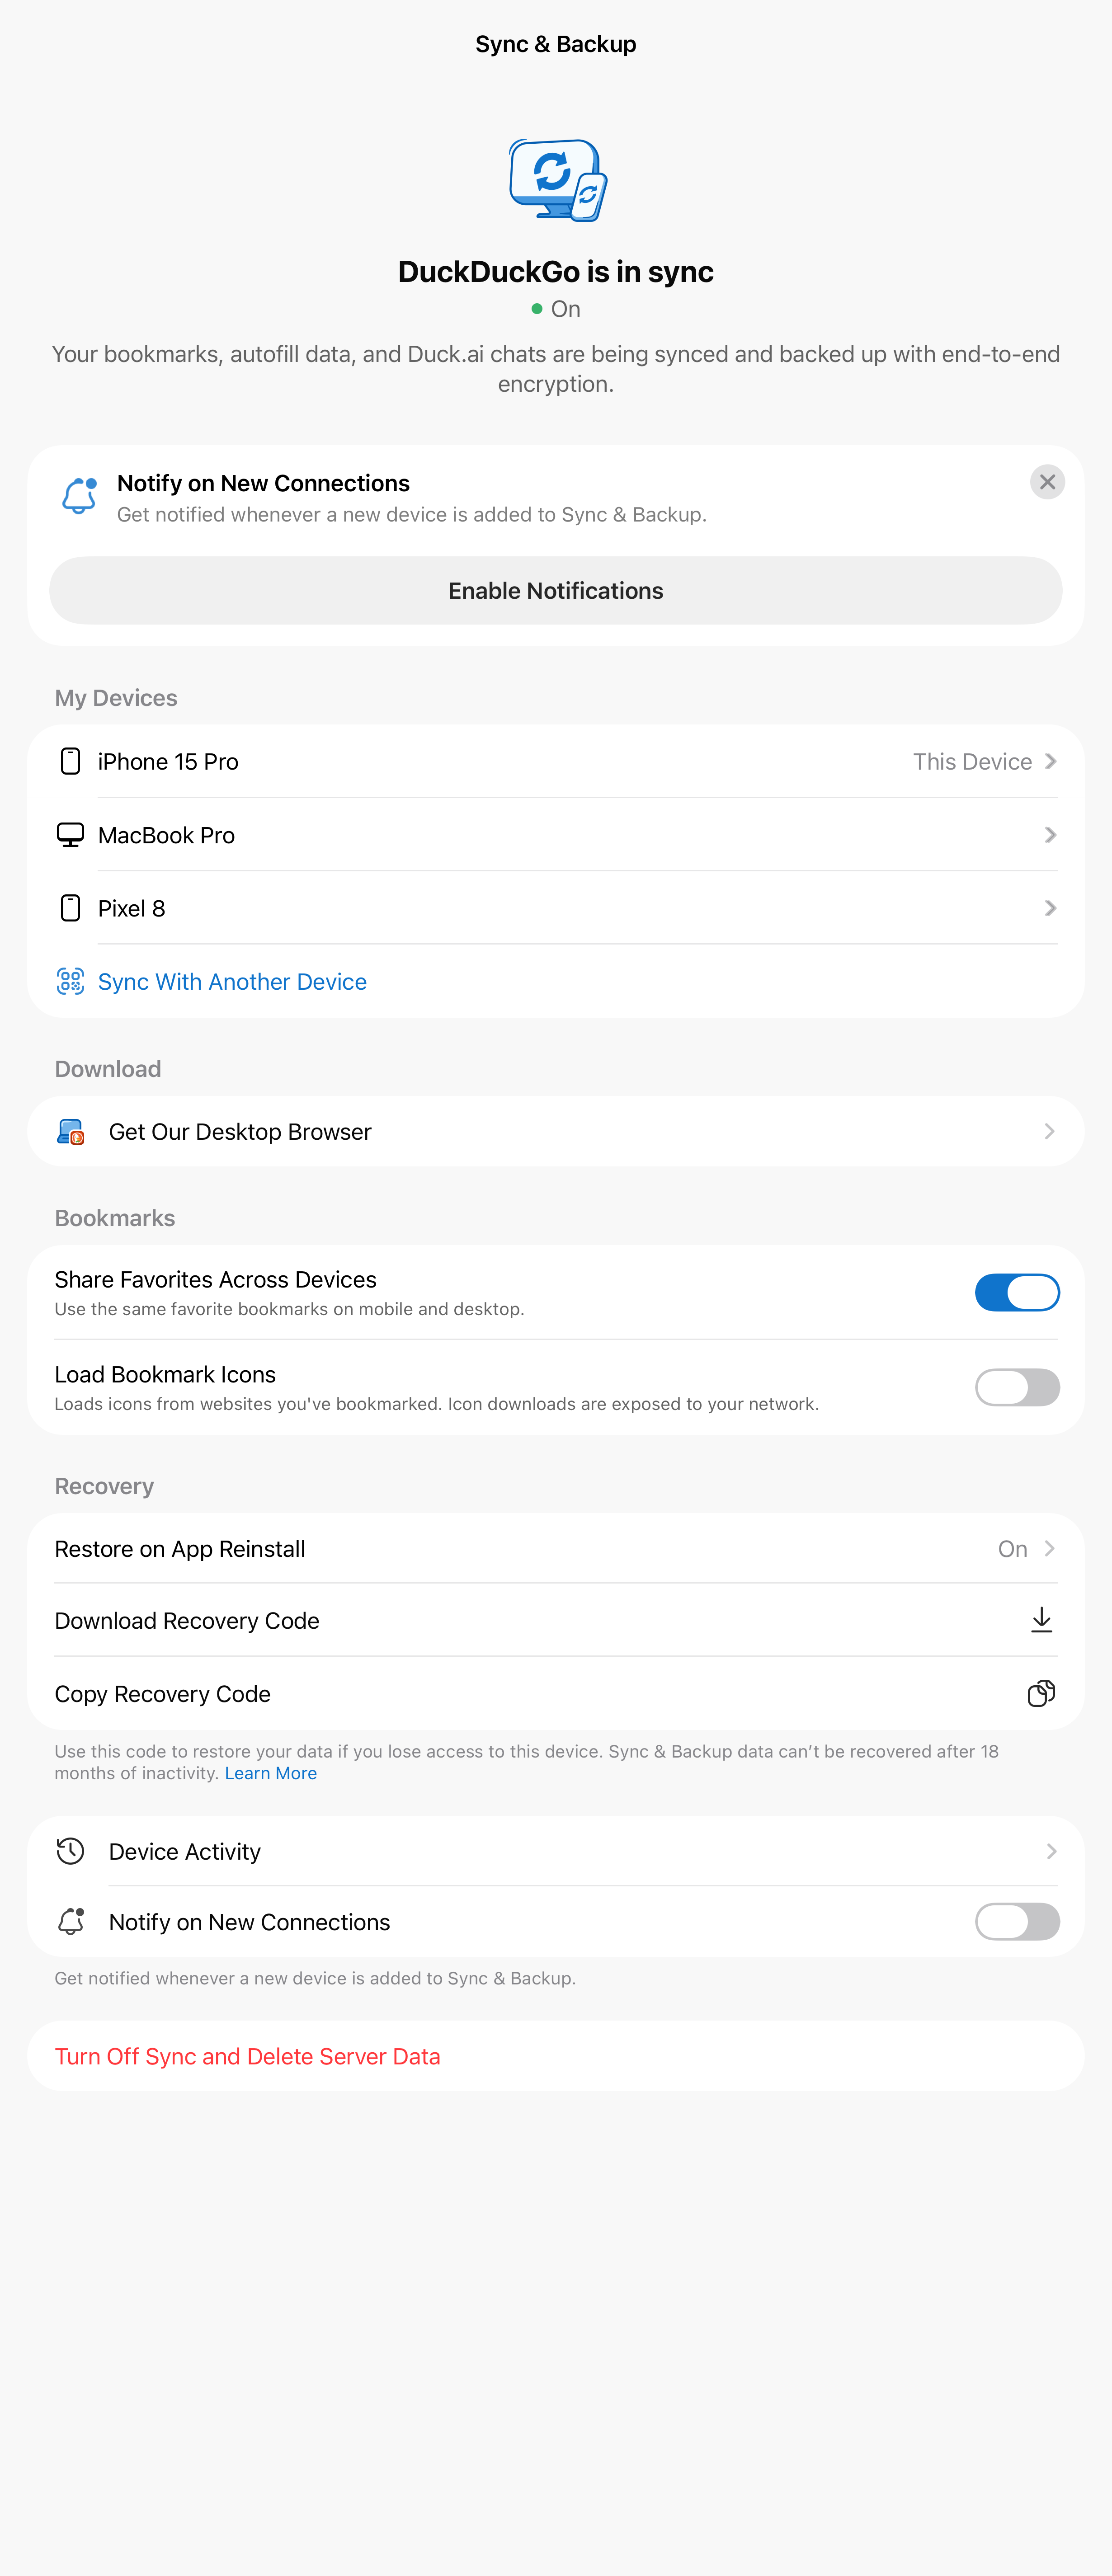 Sync & Backup
DuckDuckGo is in sync
On
Your bookmarks, autofill data, and Duck.ai chats are being synced and backed up with end-to-end
encryption.
Notify on New Connections
Get notified whenever a new device is added to Sync & Backup.
Enable Notifications
My Devices
iPhone 15 Pro This Device
MacBook Pro
Pixel 8
Sync With Another Device
Download
Get Our Desktop Browser
Bookmarks
Share Favorites Across Devices
Use the same favorite bookmarks on mobile and desktop.
Load Bookmark Icons
Loads icons from websites you've bookmarked. Icon downloads are exposed to your network.
Recovery
Restore on App Reinstall On
Download Recovery Code
Copy Recovery Code
Use this code to restore your data if you lose access to this device. Sync & Backup data can’t be recovered after 18
months of inactivity. Learn More
Device Activity
Notify on New Connections
Get notified whenever a new device is added to Sync & Backup.
Turn Off Sync and Delete Server Data